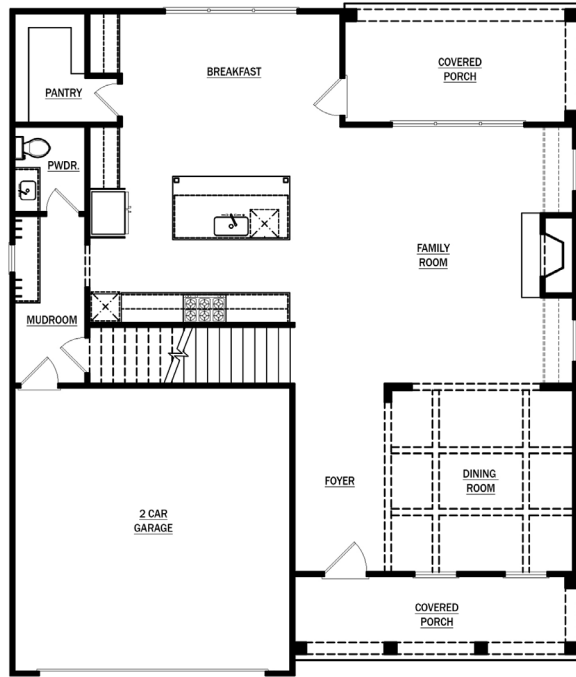 COVERED
PORCH
BREAKFAST
PANTRY
PWDR.
FAMILY
ROOM
MUDROOM
FOYER
DINING
ROOM
2 CAR
GARAGE
COVERED
PORCH